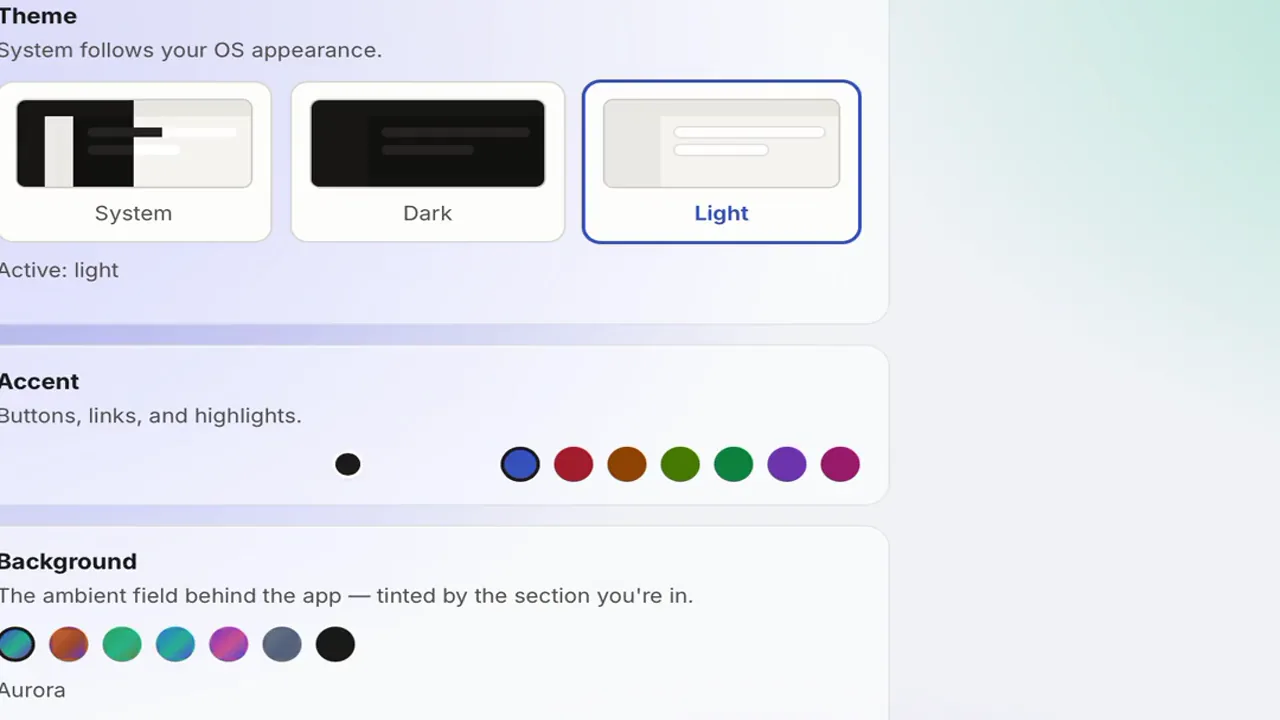 Theme
System follows your OS appearance.
System
Dark
Light
Active: light
Accent
Buttons, links, and highlights.
Background
The ambient field behind the app — tinted by the section you're in.
Aurora